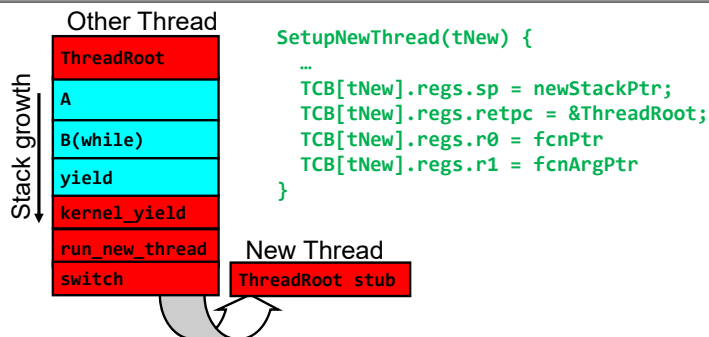 Other Thread
ThreadRoot
A
B(while)
yield
kernel_yield
run_new_thread
switch
Stack growth
New Thread
ThreadRoot stub
SetupNewThread(tNew) {
…
TCB[tNew].regs.sp = newStackPtr;
TCB[tNew].regs.retpc = &ThreadRoot;
TCB[tNew].regs.r0 = fcnPtr
TCB[tNew].regs.r1 = fcnArgPtr
}